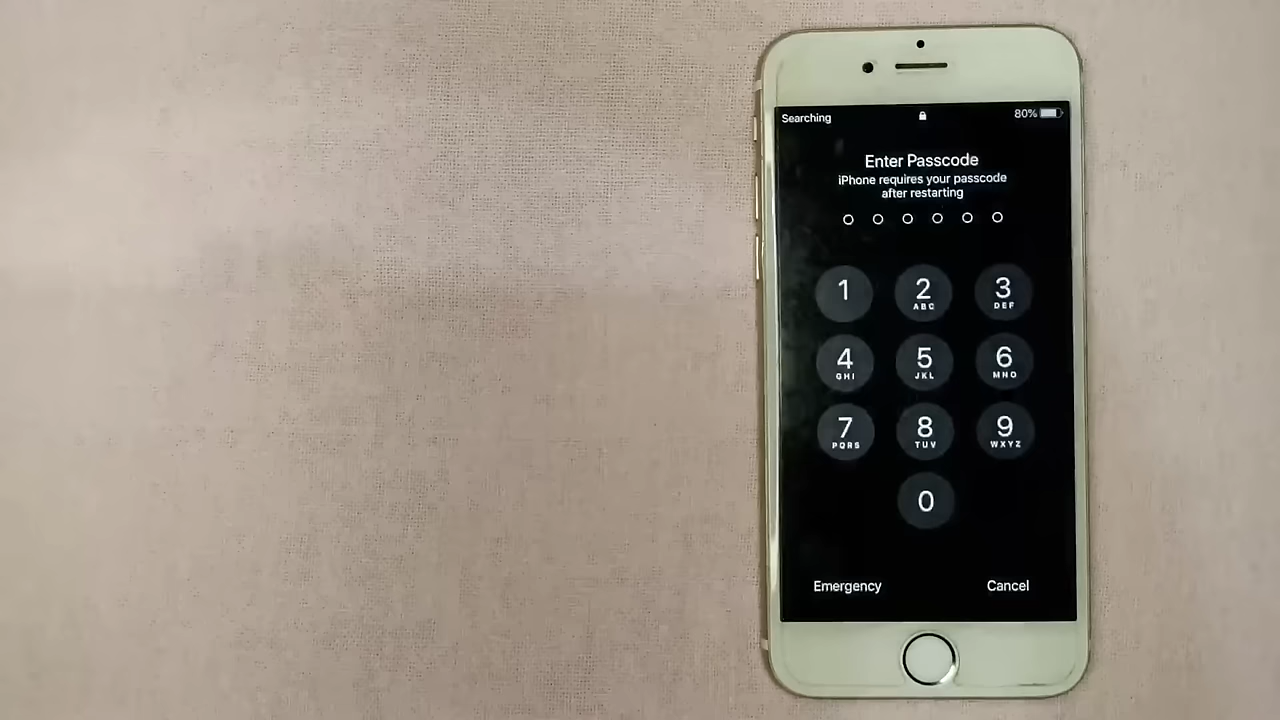 Searching 80%
Enter Passcode
iPhone requires your passcode
after restarting
1 2 3
ABC DEF
4 5 6
GHI JKL MNO
7 8 9
PQRS TUV WXYZ
0
Emergency Cancel